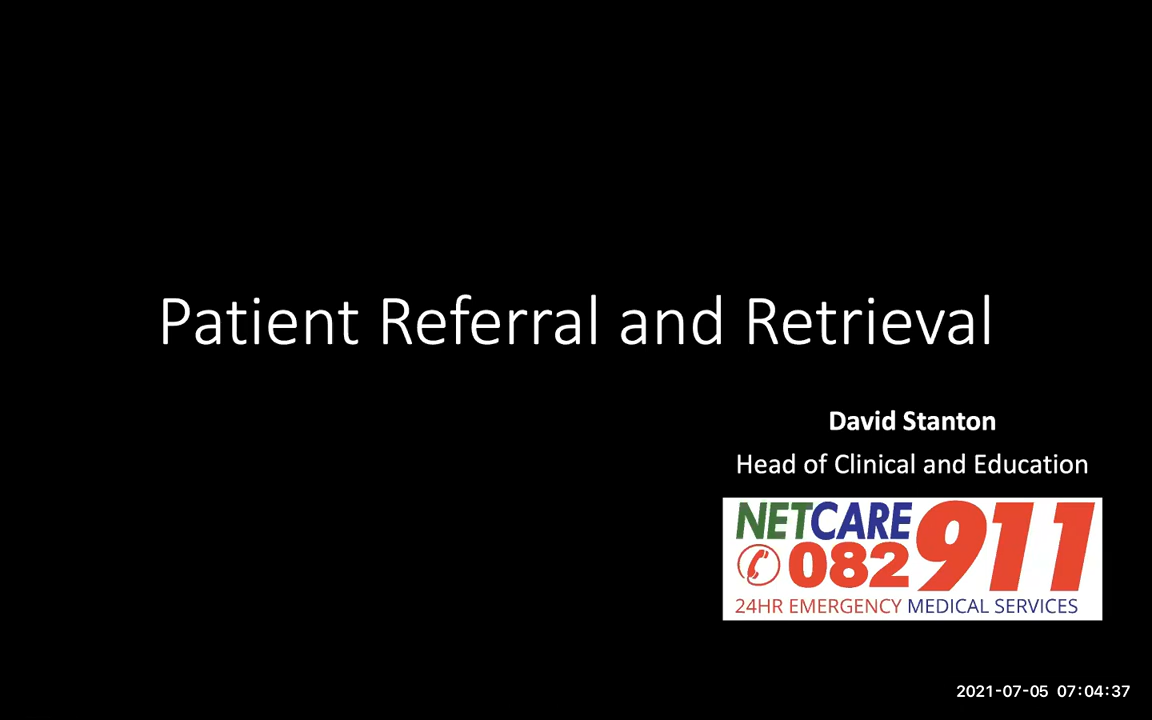 Patient Referral and Retrieval
David Stanton
Head of Clinical and Education
NETCARE 911
082
24HR EMERGENCY MEDICAL SERVICES
2021-07-05 07:04:37